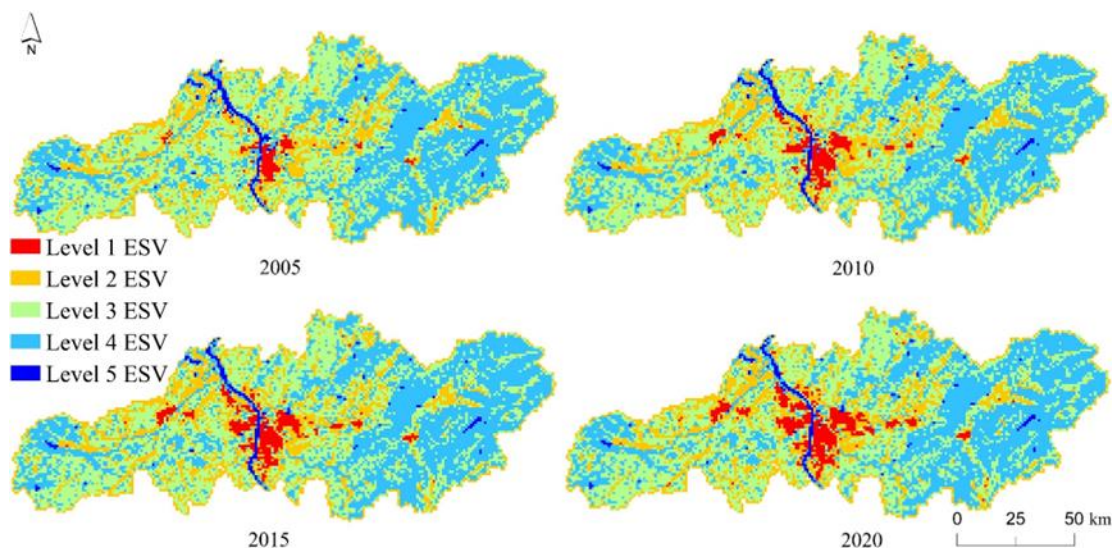 N
Level 1 ESV
Level 2 ESV
Level 3 ESV
Level 4 ESV
Level 5 ESV
2005
2010
2015
2020
0 25 50 km